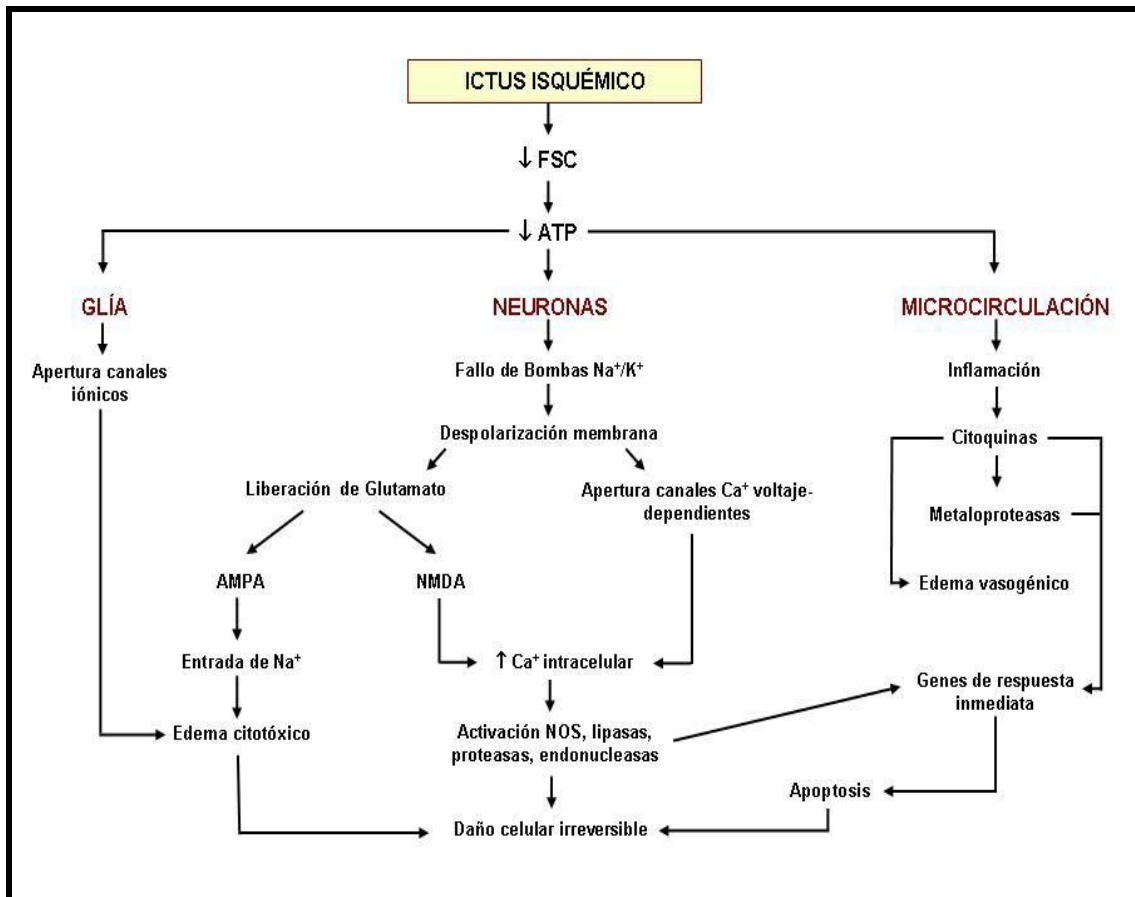 ICTUS ISQUÉMICO
↓ FSC
↓ ATP
GLÍA
NEURONAS
MICROCIRCULACIÓN
Apertura canales
iónicos
Fallo de Bombas Na⁺/K⁺
Inflamación
Despolarización membrana
Citoquinas
Liberación de Glutamato
Apertura canales Ca⁺ voltaje-
dependientes
Metaloproteasas
AMPA
NMDA
Edema vasogénico
Entrada de Na⁺
↑ Ca⁺ intracelular
Genes de respuesta
inmediata
Edema citotóxico
Activación NOS, lipasas,
proteasas, endonucleasas
Apoptosis
Daño celular irreversible